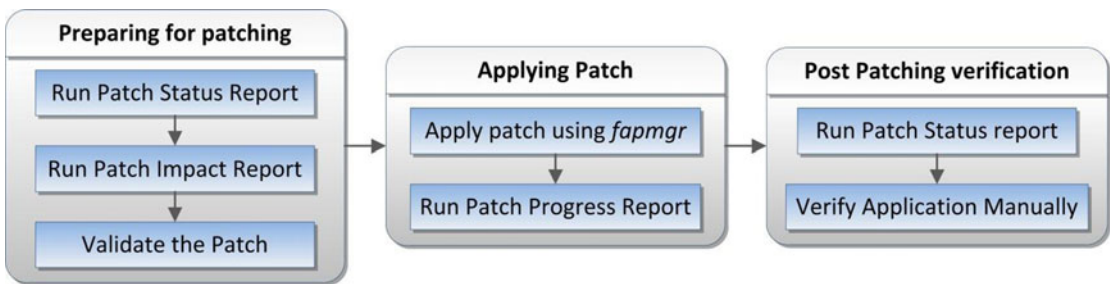 Preparing for patching
Run Patch Status Report
Run Patch Impact Report
Validate the Patch
Applying Patch
Apply patch using fapmgr
Run Patch Progress Report
Post Patching verification
Run Patch Status report
Verify Application Manually